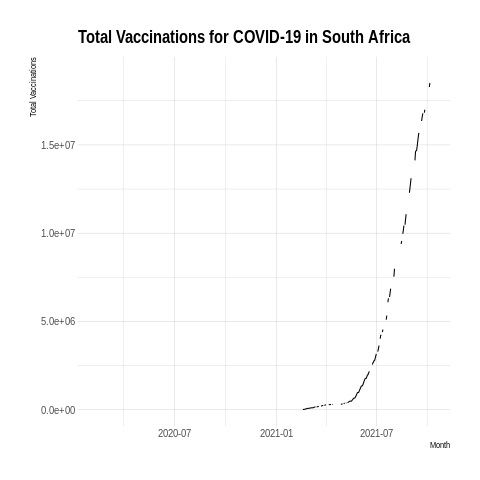 Total Vaccinations for COVID-19 in South Africa
Total Vaccinations
1.5e+07
1.0e+07
5.0e+06
0.0e+00
2020-07 2021-01 2021-07
Month